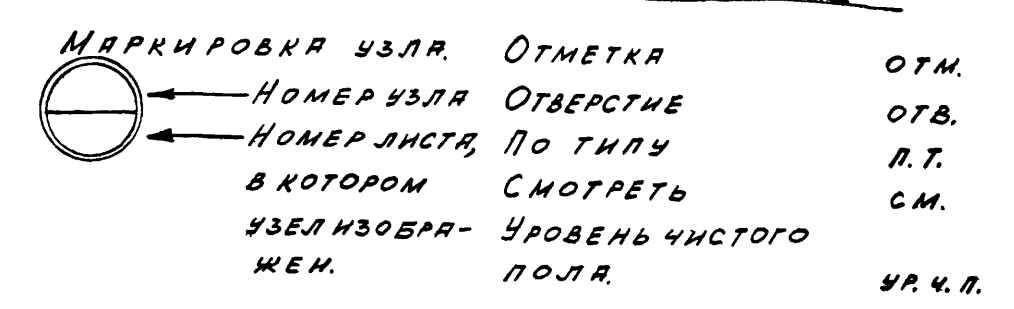 Маркировка узла. Отметка отм.
Номер узла Отверстие отв.
Номер листа, По типу п.т.
в котором Смотреть см.
узел изобра- Уровень чистого
жен. пола. ур.ч.п.